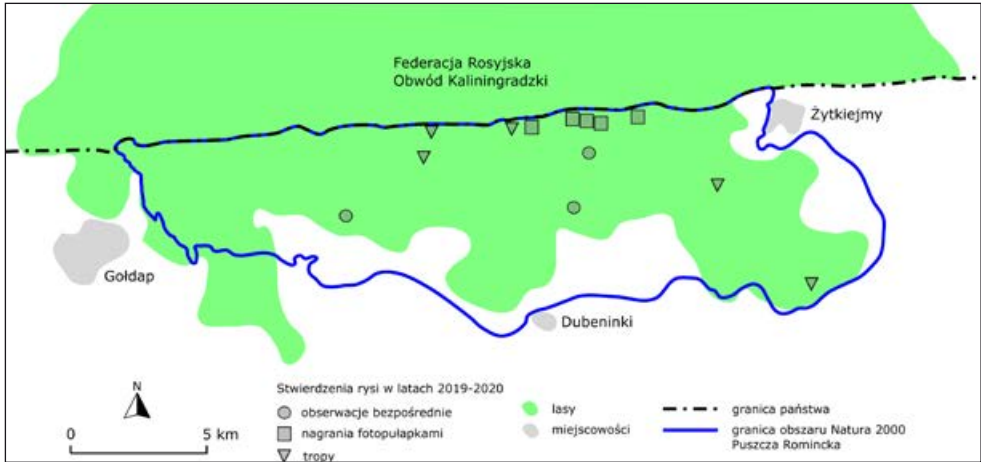 Federacja Rosyjska
Obwód Kaliningradzki
Żytkiejmy
Gołdap
Dubeninki
N
0 5 km
Stwierdzenia rysi w latach 2019-2020
obserwacje bezpośrednie
nagrania fotopułapkami
tropy
lasy
miejscowości
granica państwa
granica obszaru Natura 2000
Puszcza Romincka